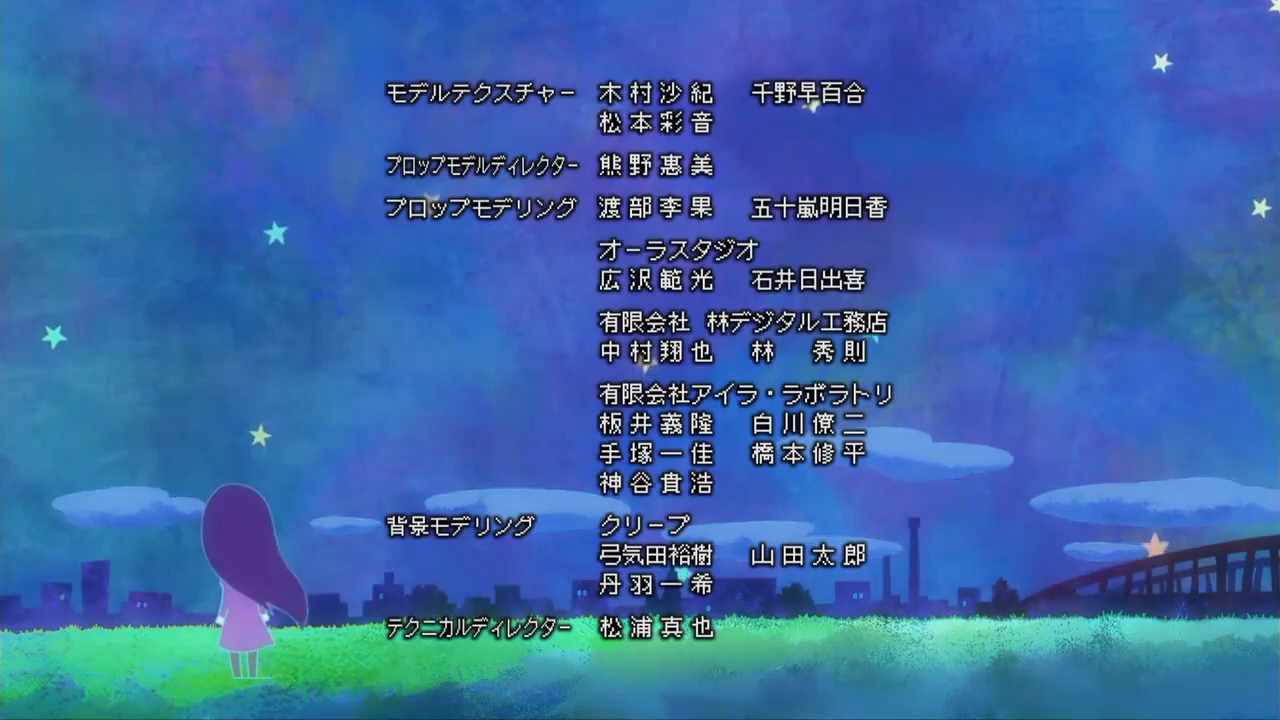 モデルテクスチャー 木村沙紀 千野早百合
松本彩音
プロップモデルディレクター 熊野惠美
プロップモデリング 渡部李果 五十嵐明日香
オーラスタジオ
広沢範光 石井日出喜
有限会社 林デジタル工務店
中村翔也 林 秀則
有限会社アイラ・ラボラトリ
板井義隆 白川僚二
手塚一佳 橋本修平
神谷貴浩
背景モデリング クリープ
弓気田裕樹 山田太郎
丹羽一希
テクニカルディレクター 松浦真也